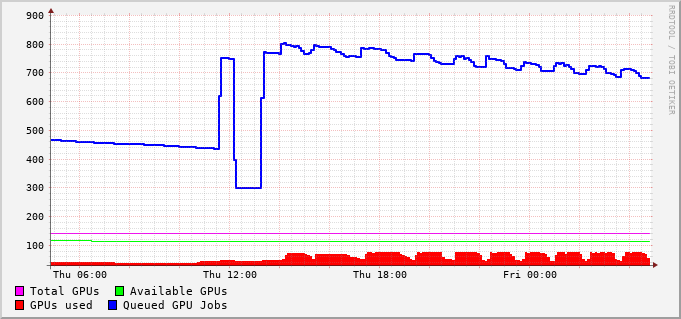 900
800
700
600
500
400
300
200
100
Thu 06:00 Thu 12:00 Thu 18:00 Fri 00:00
Total GPUs Available GPUs
GPUs used Queued GPU Jobs
RRDTOOL / TOBI OETIKER